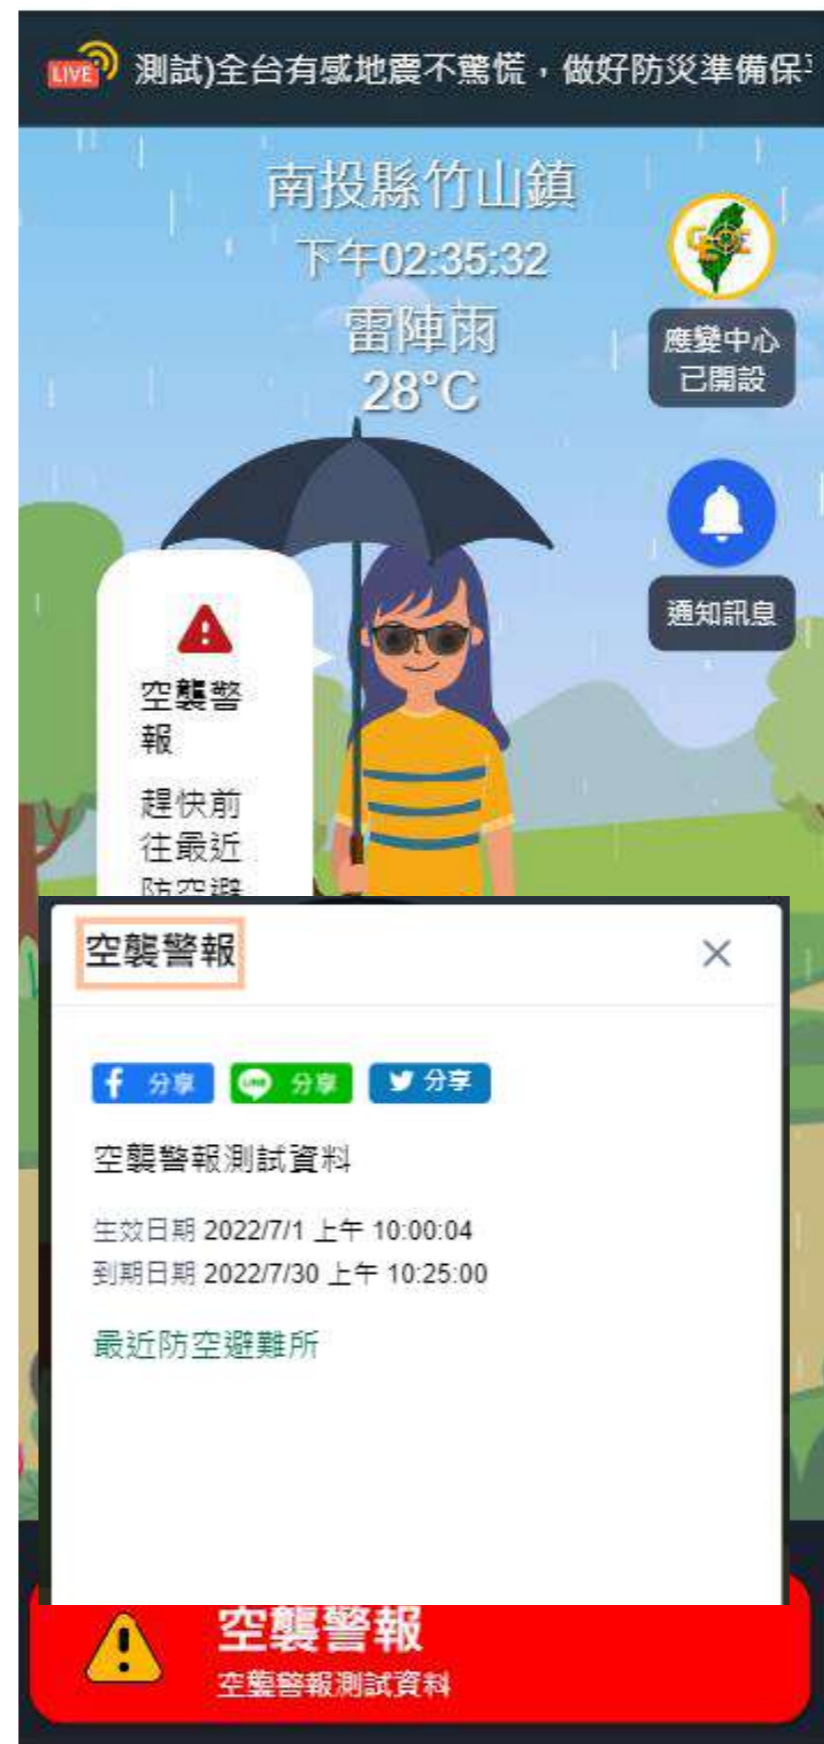 LIVE
測試)全台有感地震不驚慌，做好防災準備保
南投縣竹山鎮
下午02:35:32
雷陣雨
28°C
應變中心
已開設
通知訊息
空襲警
報
趕快前
往最近
防空避
空襲警報
分享
LINE
分享
分享
空襲警報測試資料
生效日期 2022/7/1 上午 10:00:04
到期日期 2022/7/30 上午 10:25:00
最近防空避難所
空襲警報
空襲警報測試資料